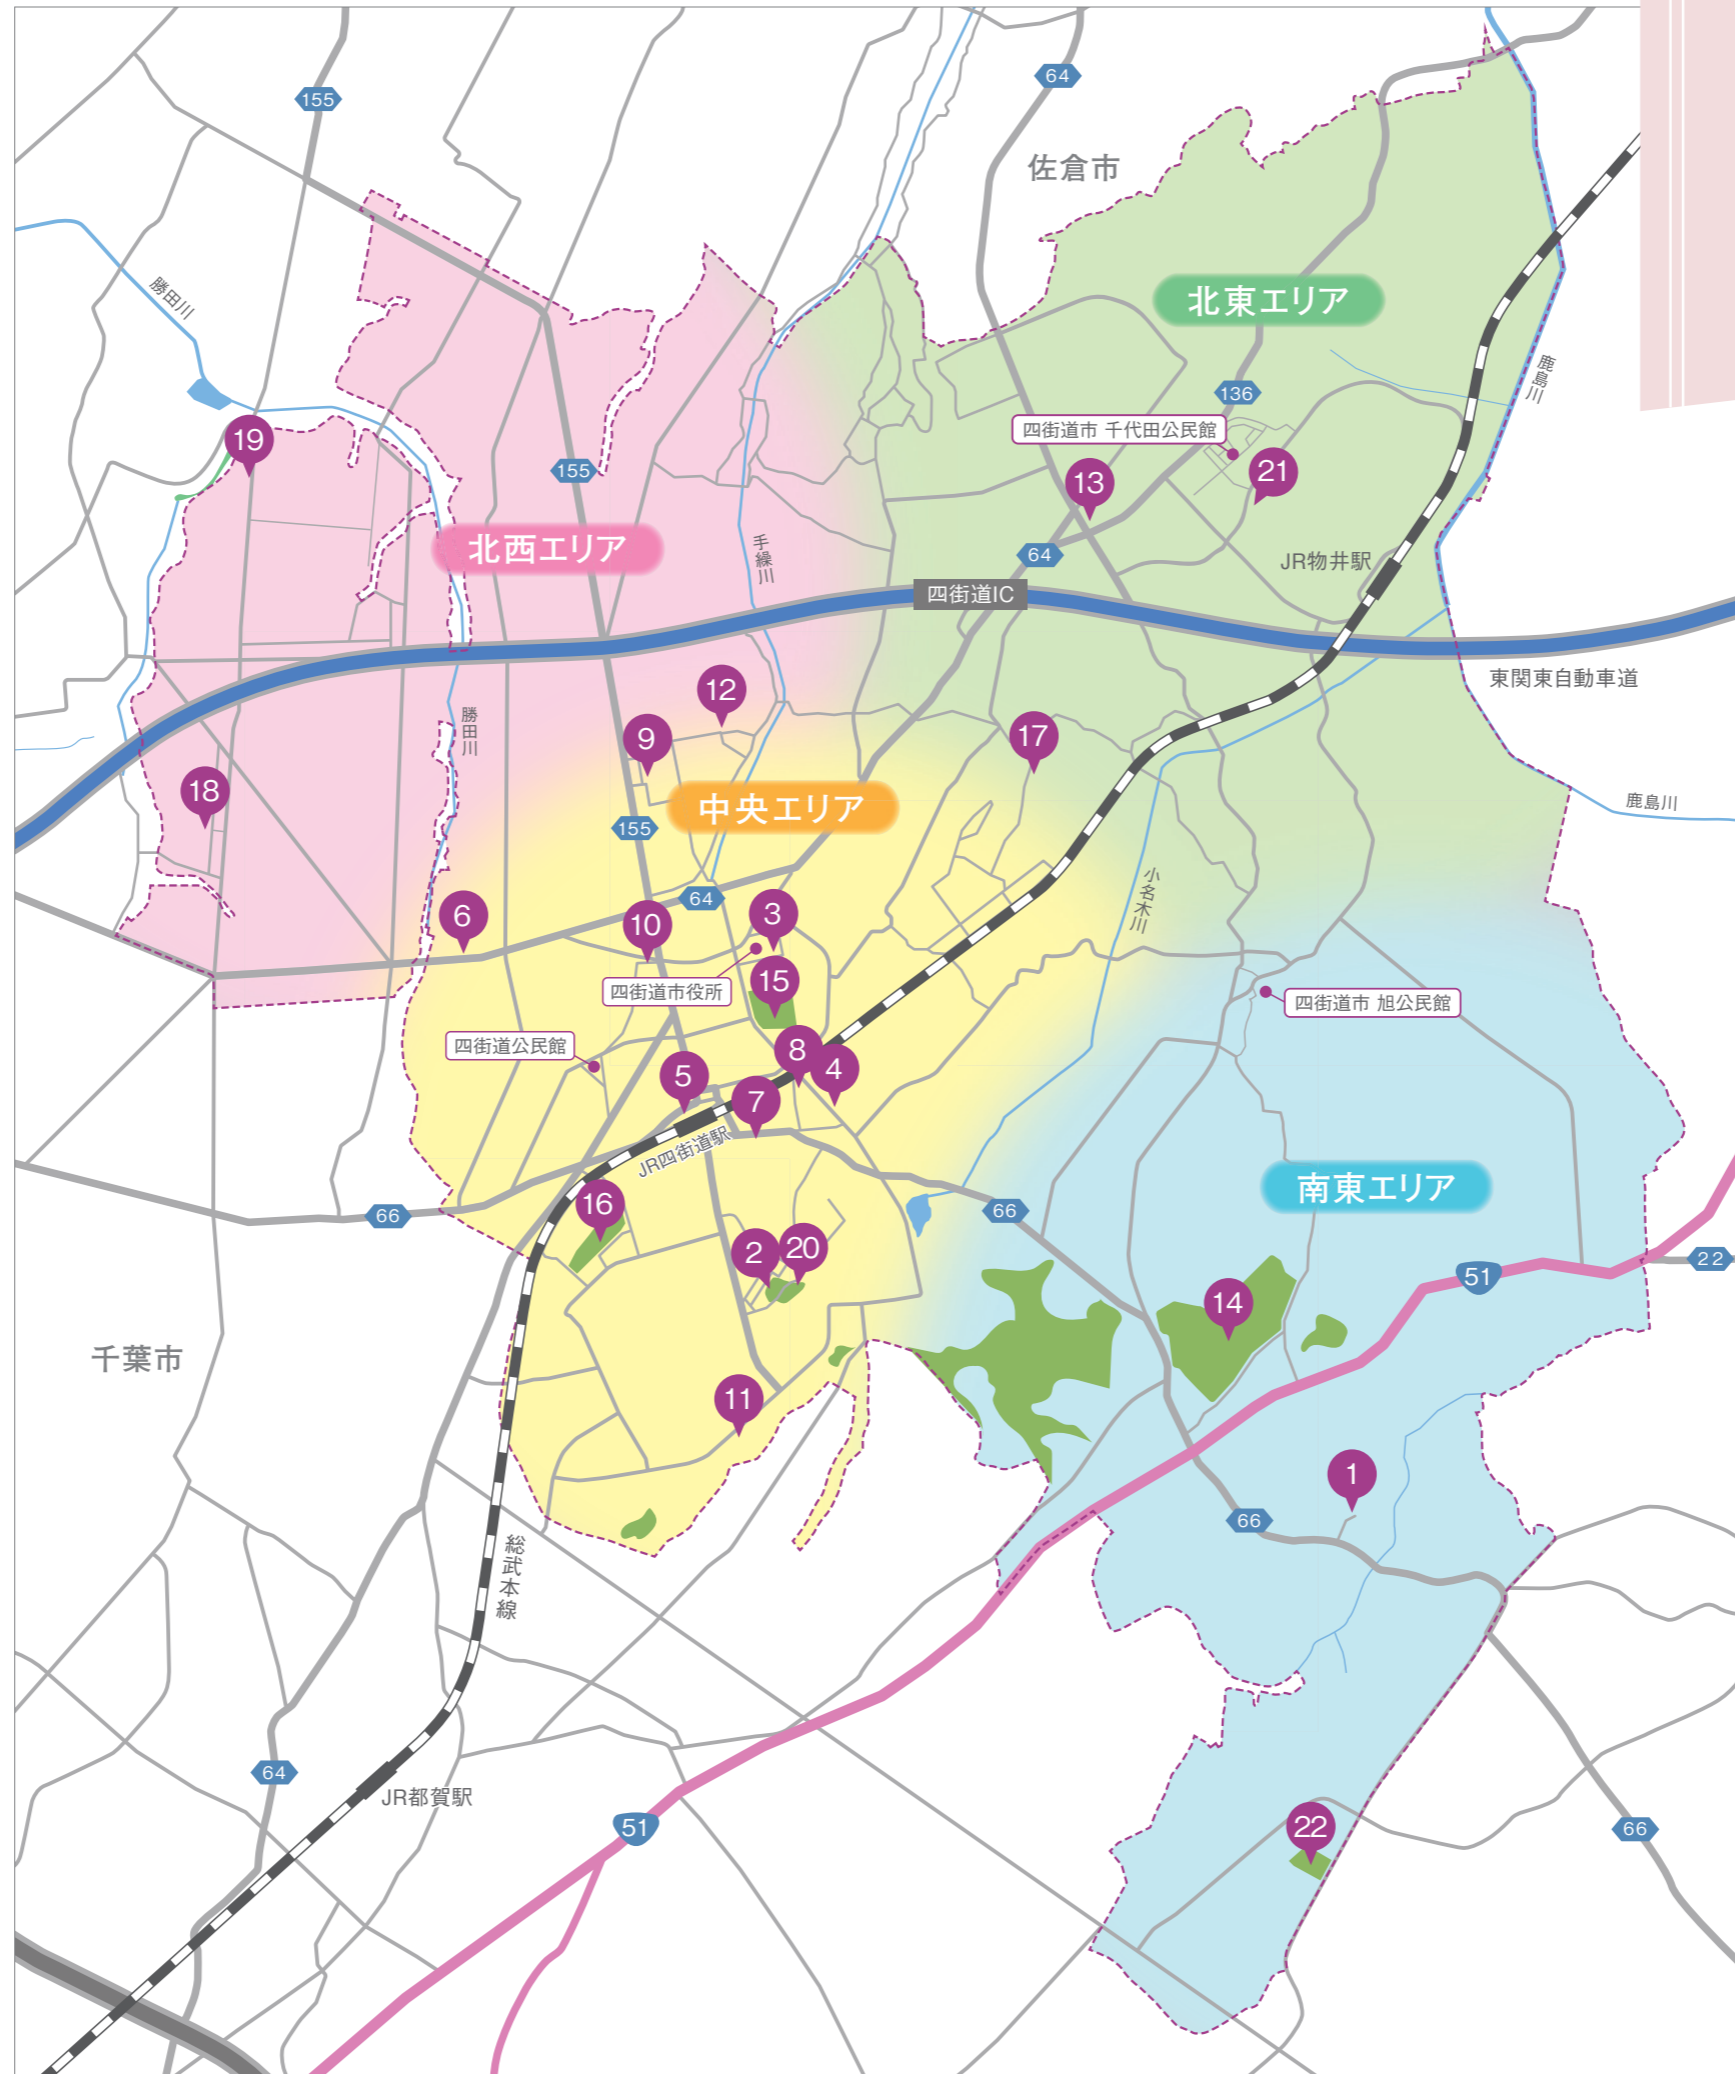 64
155
佐倉市
勝田川
北東エリア
鹿島川
136
19
四街道市 千代田公民館
155
13
21
北西エリア
手繰川
64
JR物井駅
四街道IC
東関東自動車道
12
勝田川
9
17
18
中央エリア
鹿島川
155
64
小名木川
6
10
3
15
四街道市役所
四街道市 旭公民館
四街道公民館
8
4
5
7
JR四街道駅
南東エリア
16
66
66
2
20
22
51
14
千葉市
11
1
66
総武本線
64
JR都賀駅
51
22
66